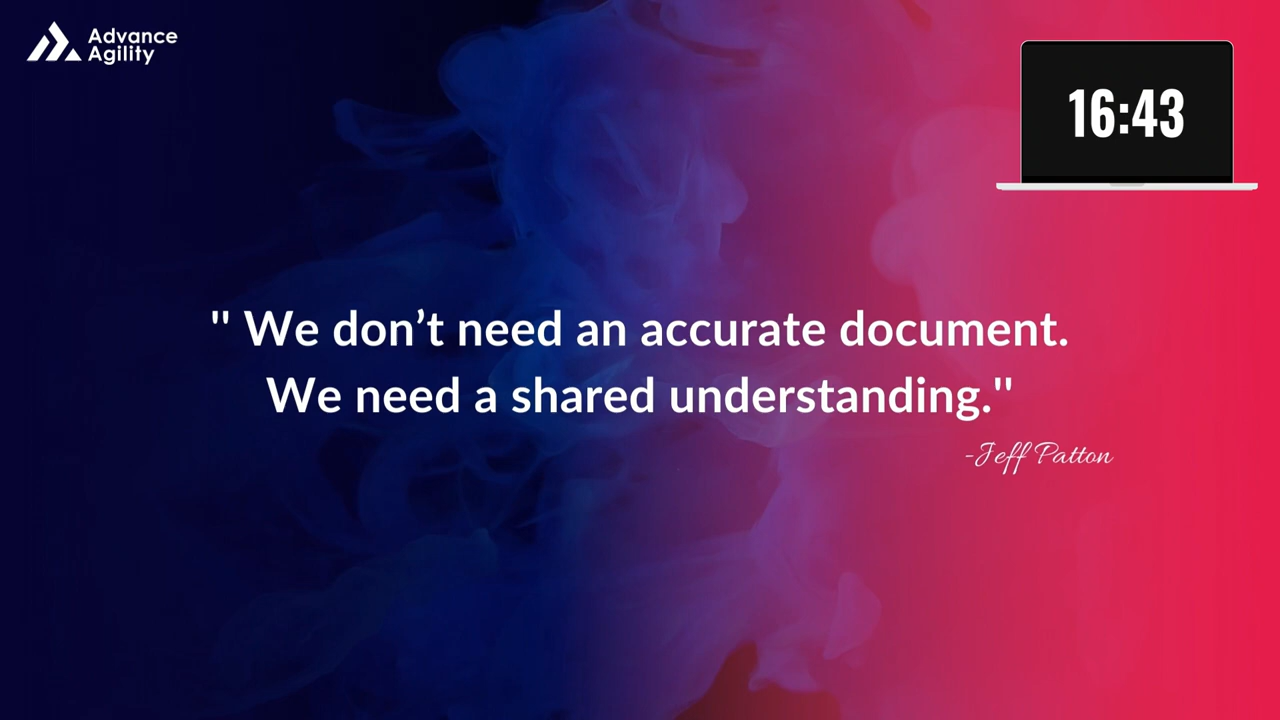 Advance
Agility
16:43
" We don’t need an accurate document.
We need a shared understanding."
-Jeff Patton